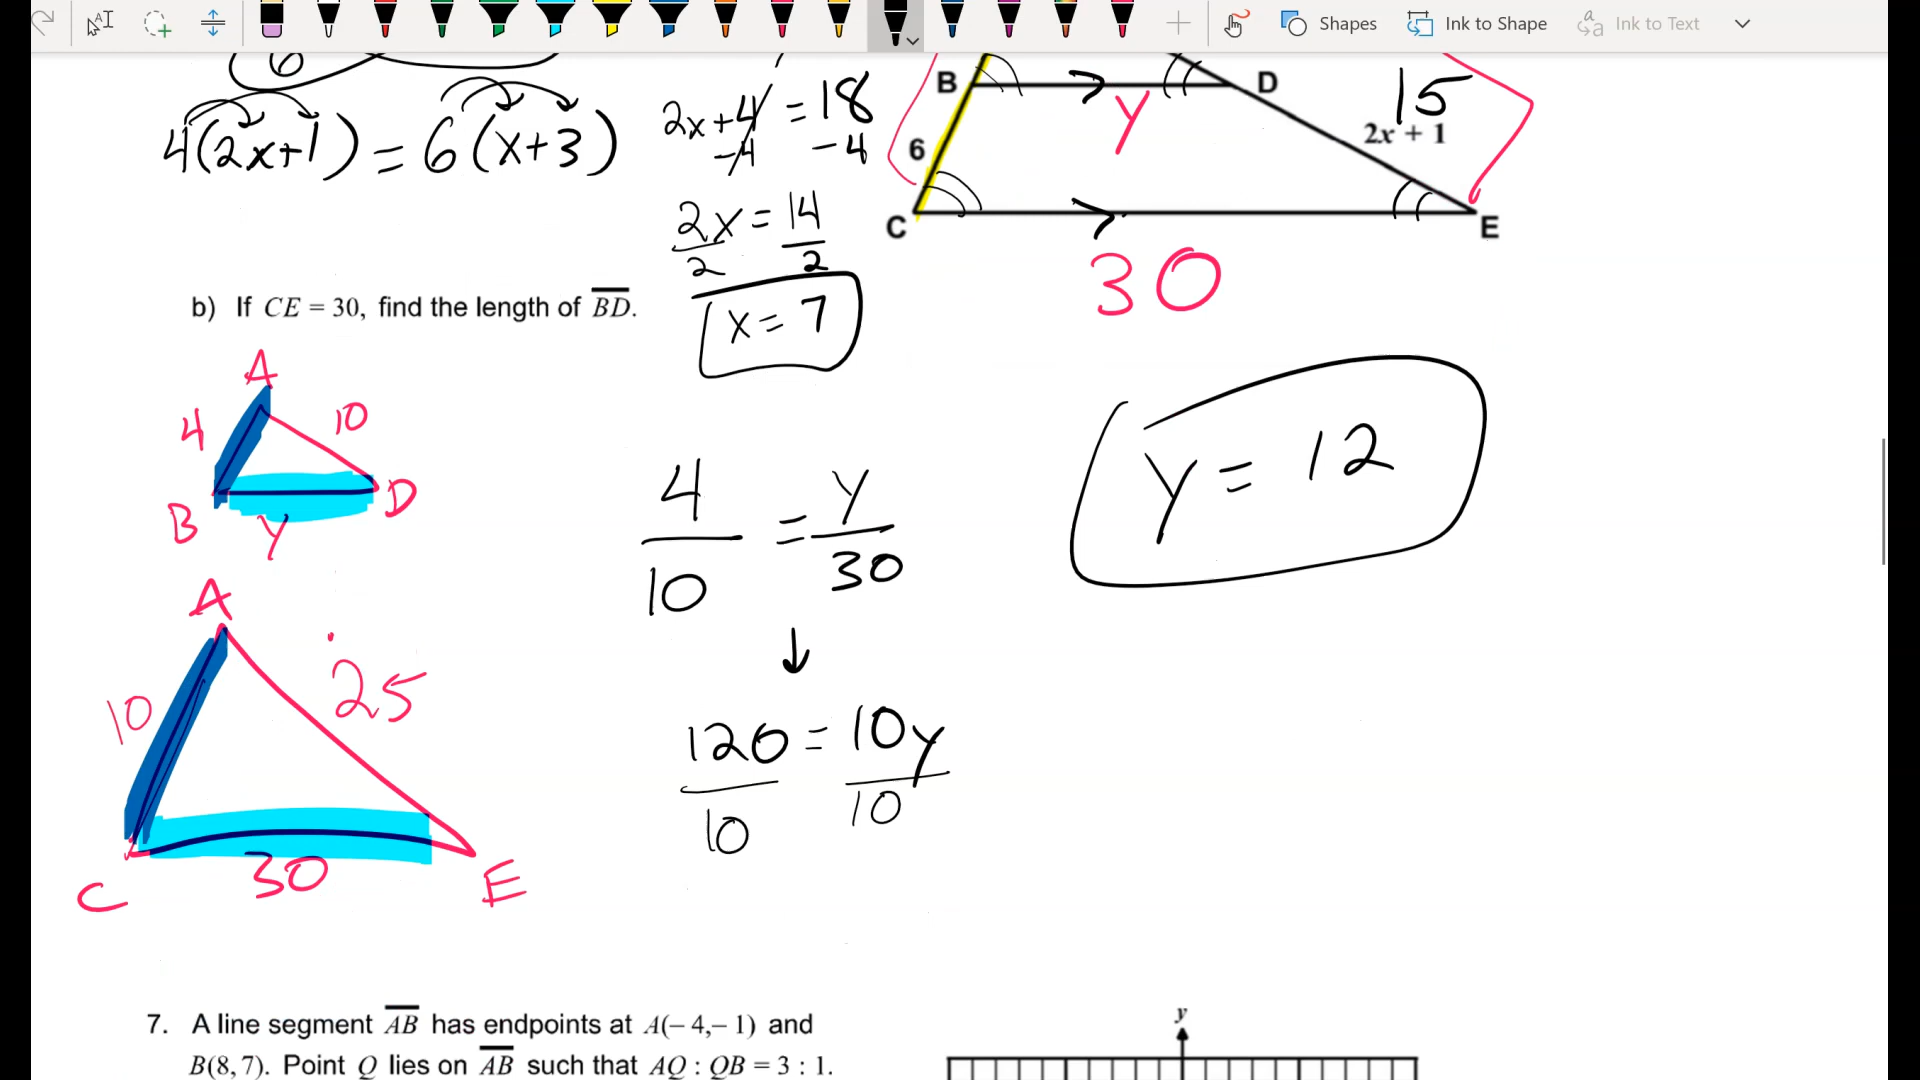 Shapes
Ink to Shape
Ink to Text
6
4(2x+1) = 6(x+3)
2x+4 = 18
-4 -4
2x = 14
2 2
x = 7
B
D
y
15
2x + 1
6
C
E
30
b) If CE = 30, find the length of BD.
A
4
10
B
y
D
A
10
25
C
30
E
4 = y
10 30
↓
120 = 10y
10 10
y = 12
7. A line segment AB has endpoints at A(– 4,– 1) and
B(8, 7). Point Q lies on AB such that AQ : QB = 3 : 1.
y